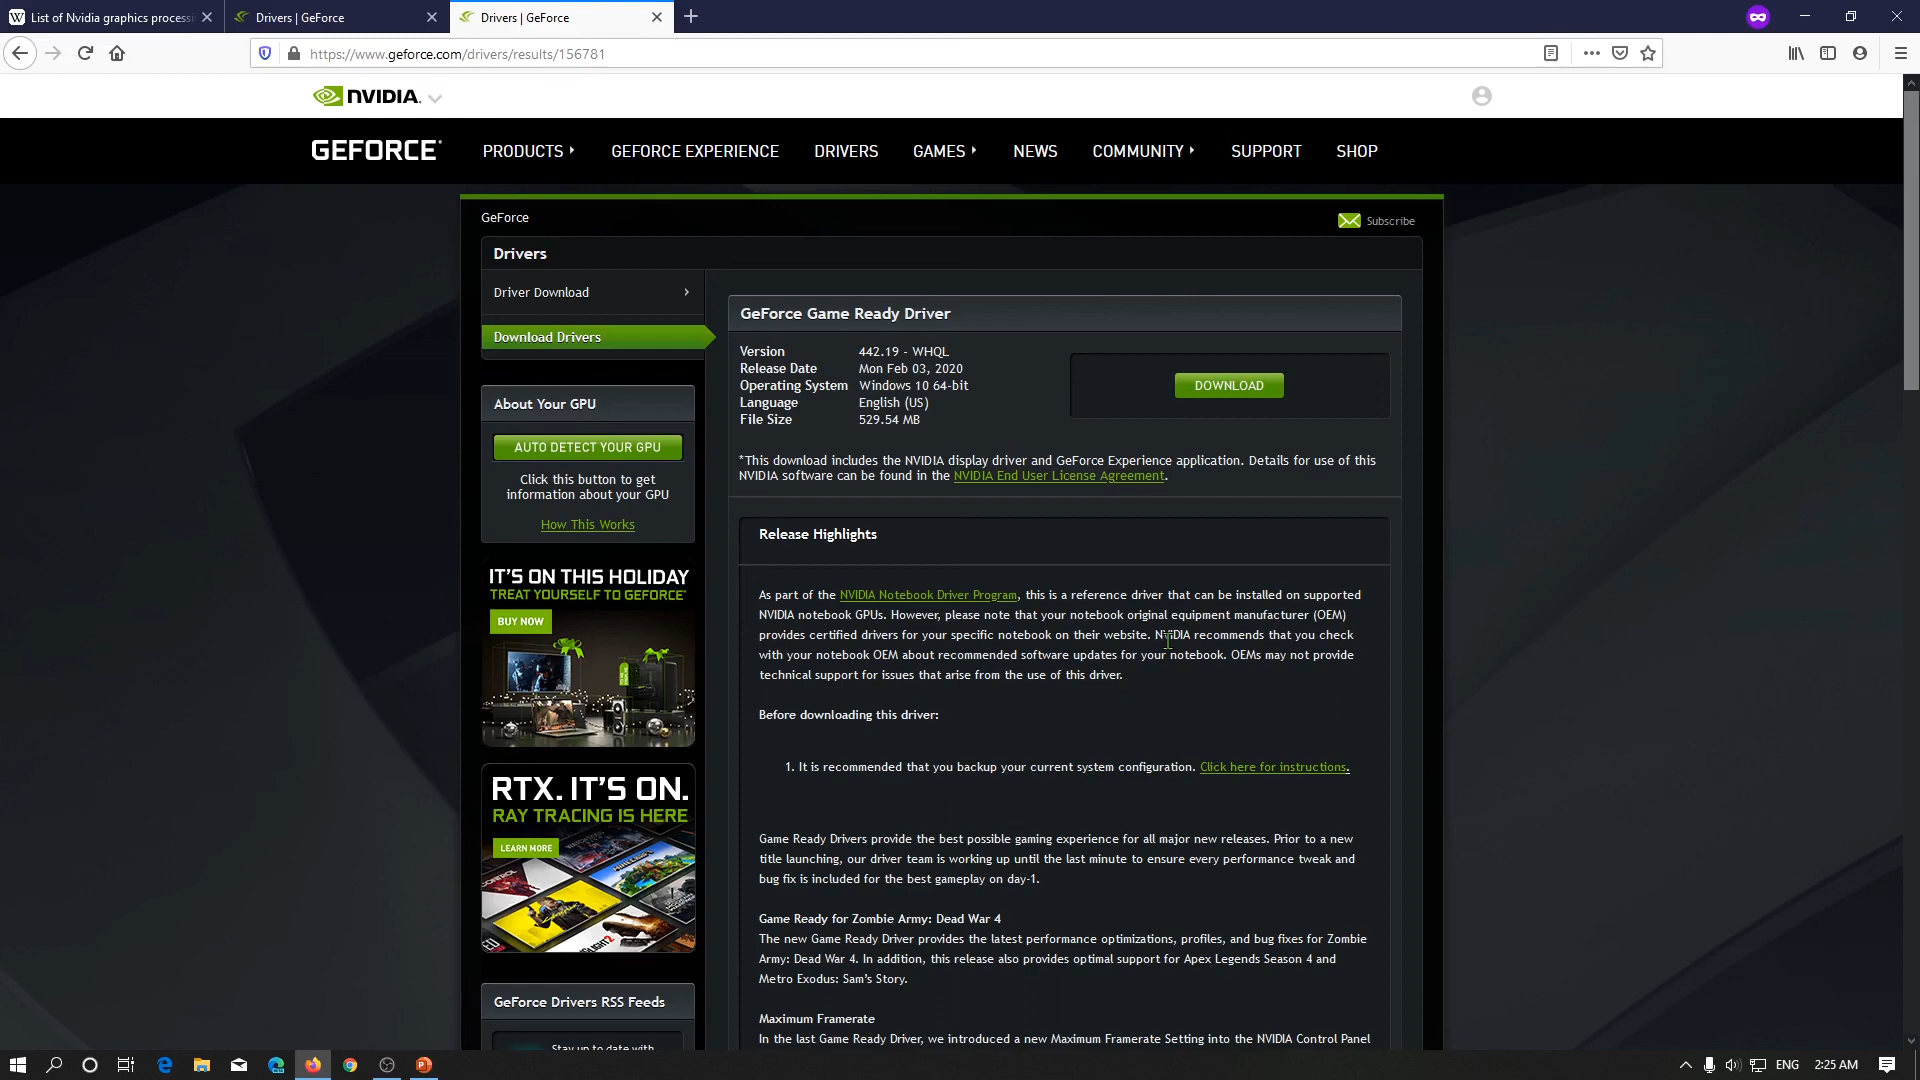 List of Nvidia graphics processi
Drivers | GeForce
Drivers | GeForce
https://www.geforce.com/drivers/results/156781
NVIDIA.
GEFORCE
PRODUCTS
GEFORCE EXPERIENCE
DRIVERS
GAMES
NEWS
COMMUNITY
SUPPORT
SHOP
GeForce
Subscribe
Drivers
Driver Download
Download Drivers
About Your GPU
AUTO DETECT YOUR GPU
Click this button to get
information about your GPU
How This Works
IT'S ON THIS HOLIDAY
TREAT YOURSELF TO GEFORCE
BUY NOW
RTX. IT'S ON.
RAY TRACING IS HERE
LEARN MORE
GeForce Drivers RSS Feeds
Stay up to date with
GeForce Game Ready Driver
Version 442.19 - WHQL
Release Date Mon Feb 03, 2020
Operating System Windows 10 64-bit
Language English (US)
File Size 529.54 MB
DOWNLOAD
*This download includes the NVIDIA display driver and GeForce Experience application. Details for use of this
NVIDIA software can be found in the NVIDIA End User License Agreement.
Release Highlights
As part of the NVIDIA Notebook Driver Program, this is a reference driver that can be installed on supported
NVIDIA notebook GPUs. However, please note that your notebook original equipment manufacturer (OEM)
provides certified drivers for your specific notebook on their website. NVIDIA recommends that you check
with your notebook OEM about recommended software updates for your notebook. OEMs may not provide
technical support for issues that arise from the use of this driver.
Before downloading this driver:
1. It is recommended that you backup your current system configuration. Click here for instructions.
Game Ready Drivers provide the best possible gaming experience for all major new releases. Prior to a new
title launching, our driver team is working up until the last minute to ensure every performance tweak and
bug fix is included for the best gameplay on day-1.
Game Ready for Zombie Army: Dead War 4
The new Game Ready Driver provides the latest performance optimizations, profiles, and bug fixes for Zombie
Army: Dead War 4. In addition, this release also provides optimal support for Apex Legends Season 4 and
Metro Exodus: Sam's Story.
Maximum Framerate
In the last Game Ready Driver, we introduced a new Maximum Framerate Setting into the NVIDIA Control Panel
ENG
2:25 AM